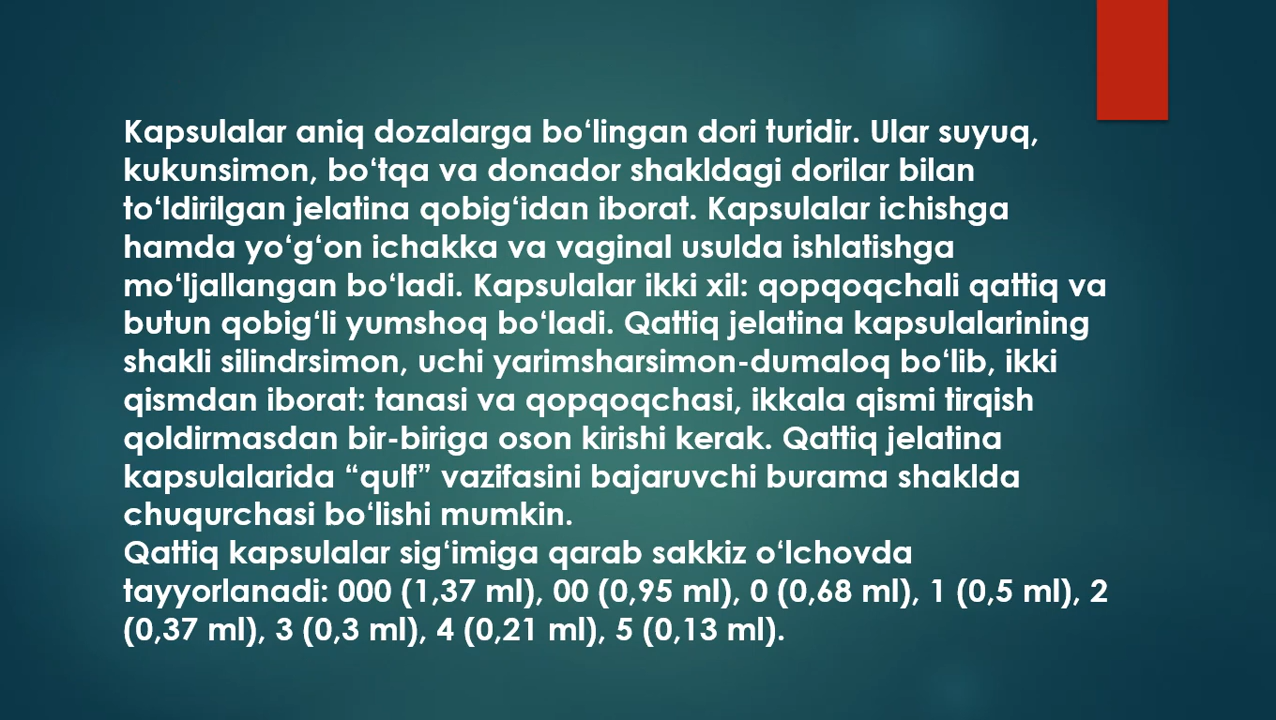 Kapsulalar aniq dozalarga bo‘lingan dori turidir. Ular suyuq,
kukunsimon, bo‘tqa va donador shakldagi dorilar bilan
to‘ldirilgan jelatina qobig‘idan iborat. Kapsulalar ichishga
hamda yo‘g‘on ichakka va vaginal usulda ishlatishga
mo‘ljallangan bo‘ladi. Kapsulalar ikki xil: qopqoqchali qattiq va
butun qobig‘li yumshoq bo‘ladi. Qattiq jelatina kapsulalarining
shakli silindrsimon, uchi yarimsharsimon-dumaloq bo‘lib, ikki
qismdan iborat: tanasi va qopqoqchasi, ikkala qismi tirqish
qoldirmasdan bir-biriga oson kirishi kerak. Qattiq jelatina
kapsulalarida “qulf” vazifasini bajaruvchi burama shaklda
chuqurchasi bo‘lishi mumkin.
Qattiq kapsulalar sig‘imiga qarab sakkiz o‘lchovda
tayyorlanadi: 000 (1,37 ml), 00 (0,95 ml), 0 (0,68 ml), 1 (0,5 ml), 2
(0,37 ml), 3 (0,3 ml), 4 (0,21 ml), 5 (0,13 ml).